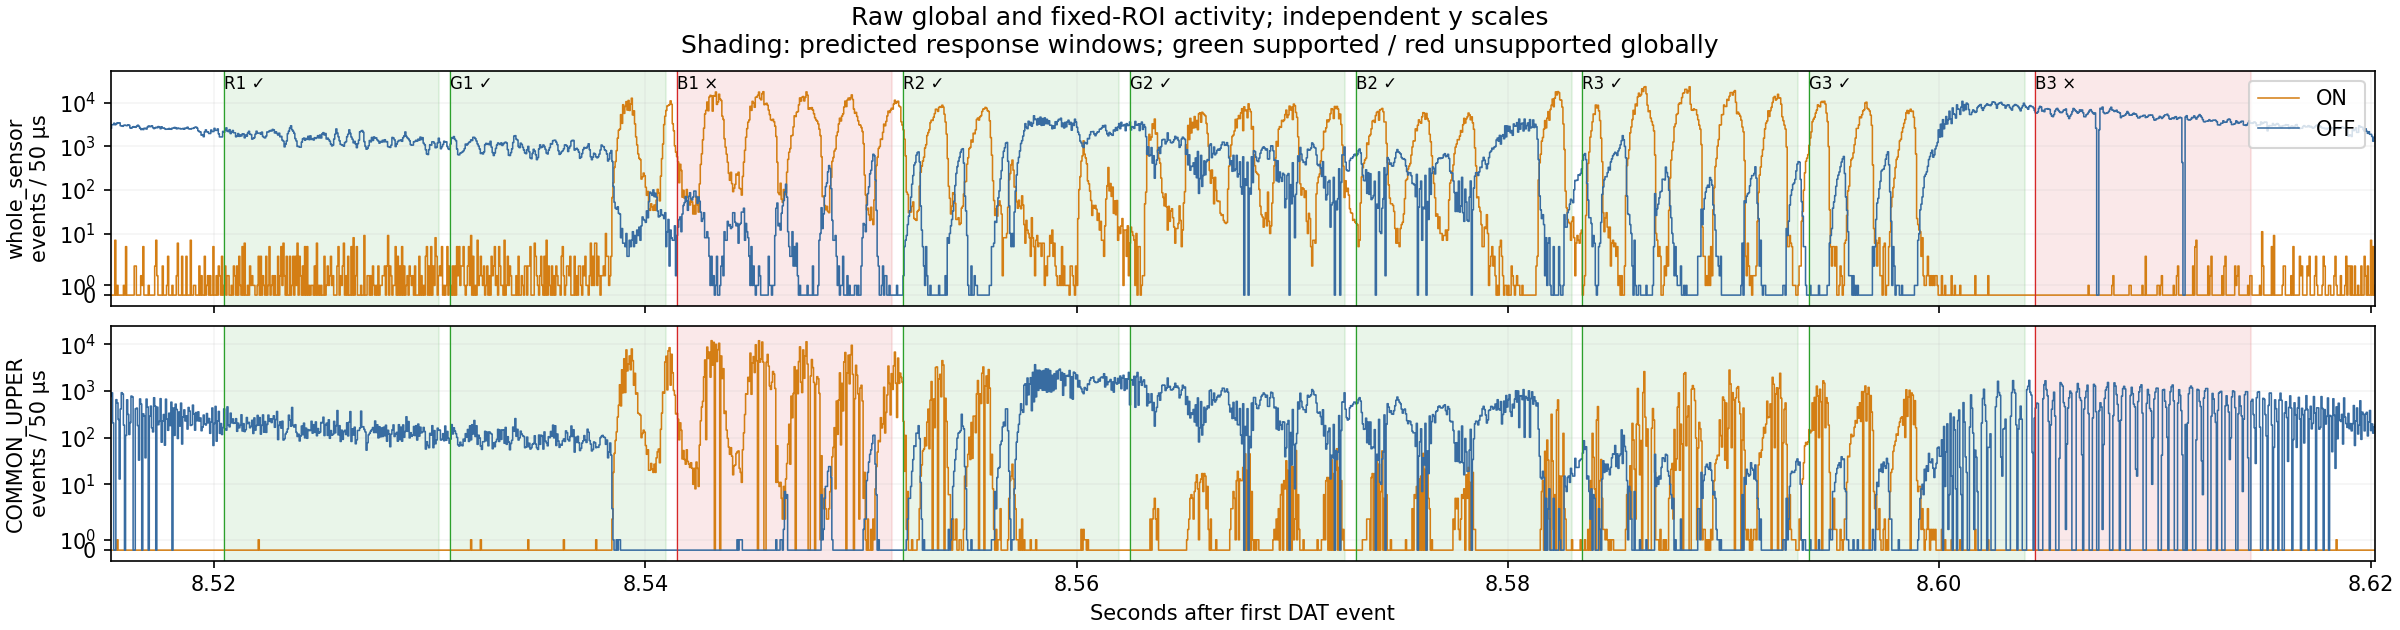 Raw global and fixed-ROI activity; independent y scales
Shading: predicted response windows; green supported / red unsupported globally
R1 ✓
G1 ✓
B1 ×
R2 ✓
G2 ✓
B2 ✓
R3 ✓
G3 ✓
B3 ×
ON
OFF
whole_sensor
events / 50 µs
10⁴
10³
10²
10¹
10⁰
0
COMMON_UPPER
events / 50 µs
10⁴
10³
10²
10¹
10⁰
0
8.52
8.54
8.56
8.58
8.60
8.62
Seconds after first DAT event